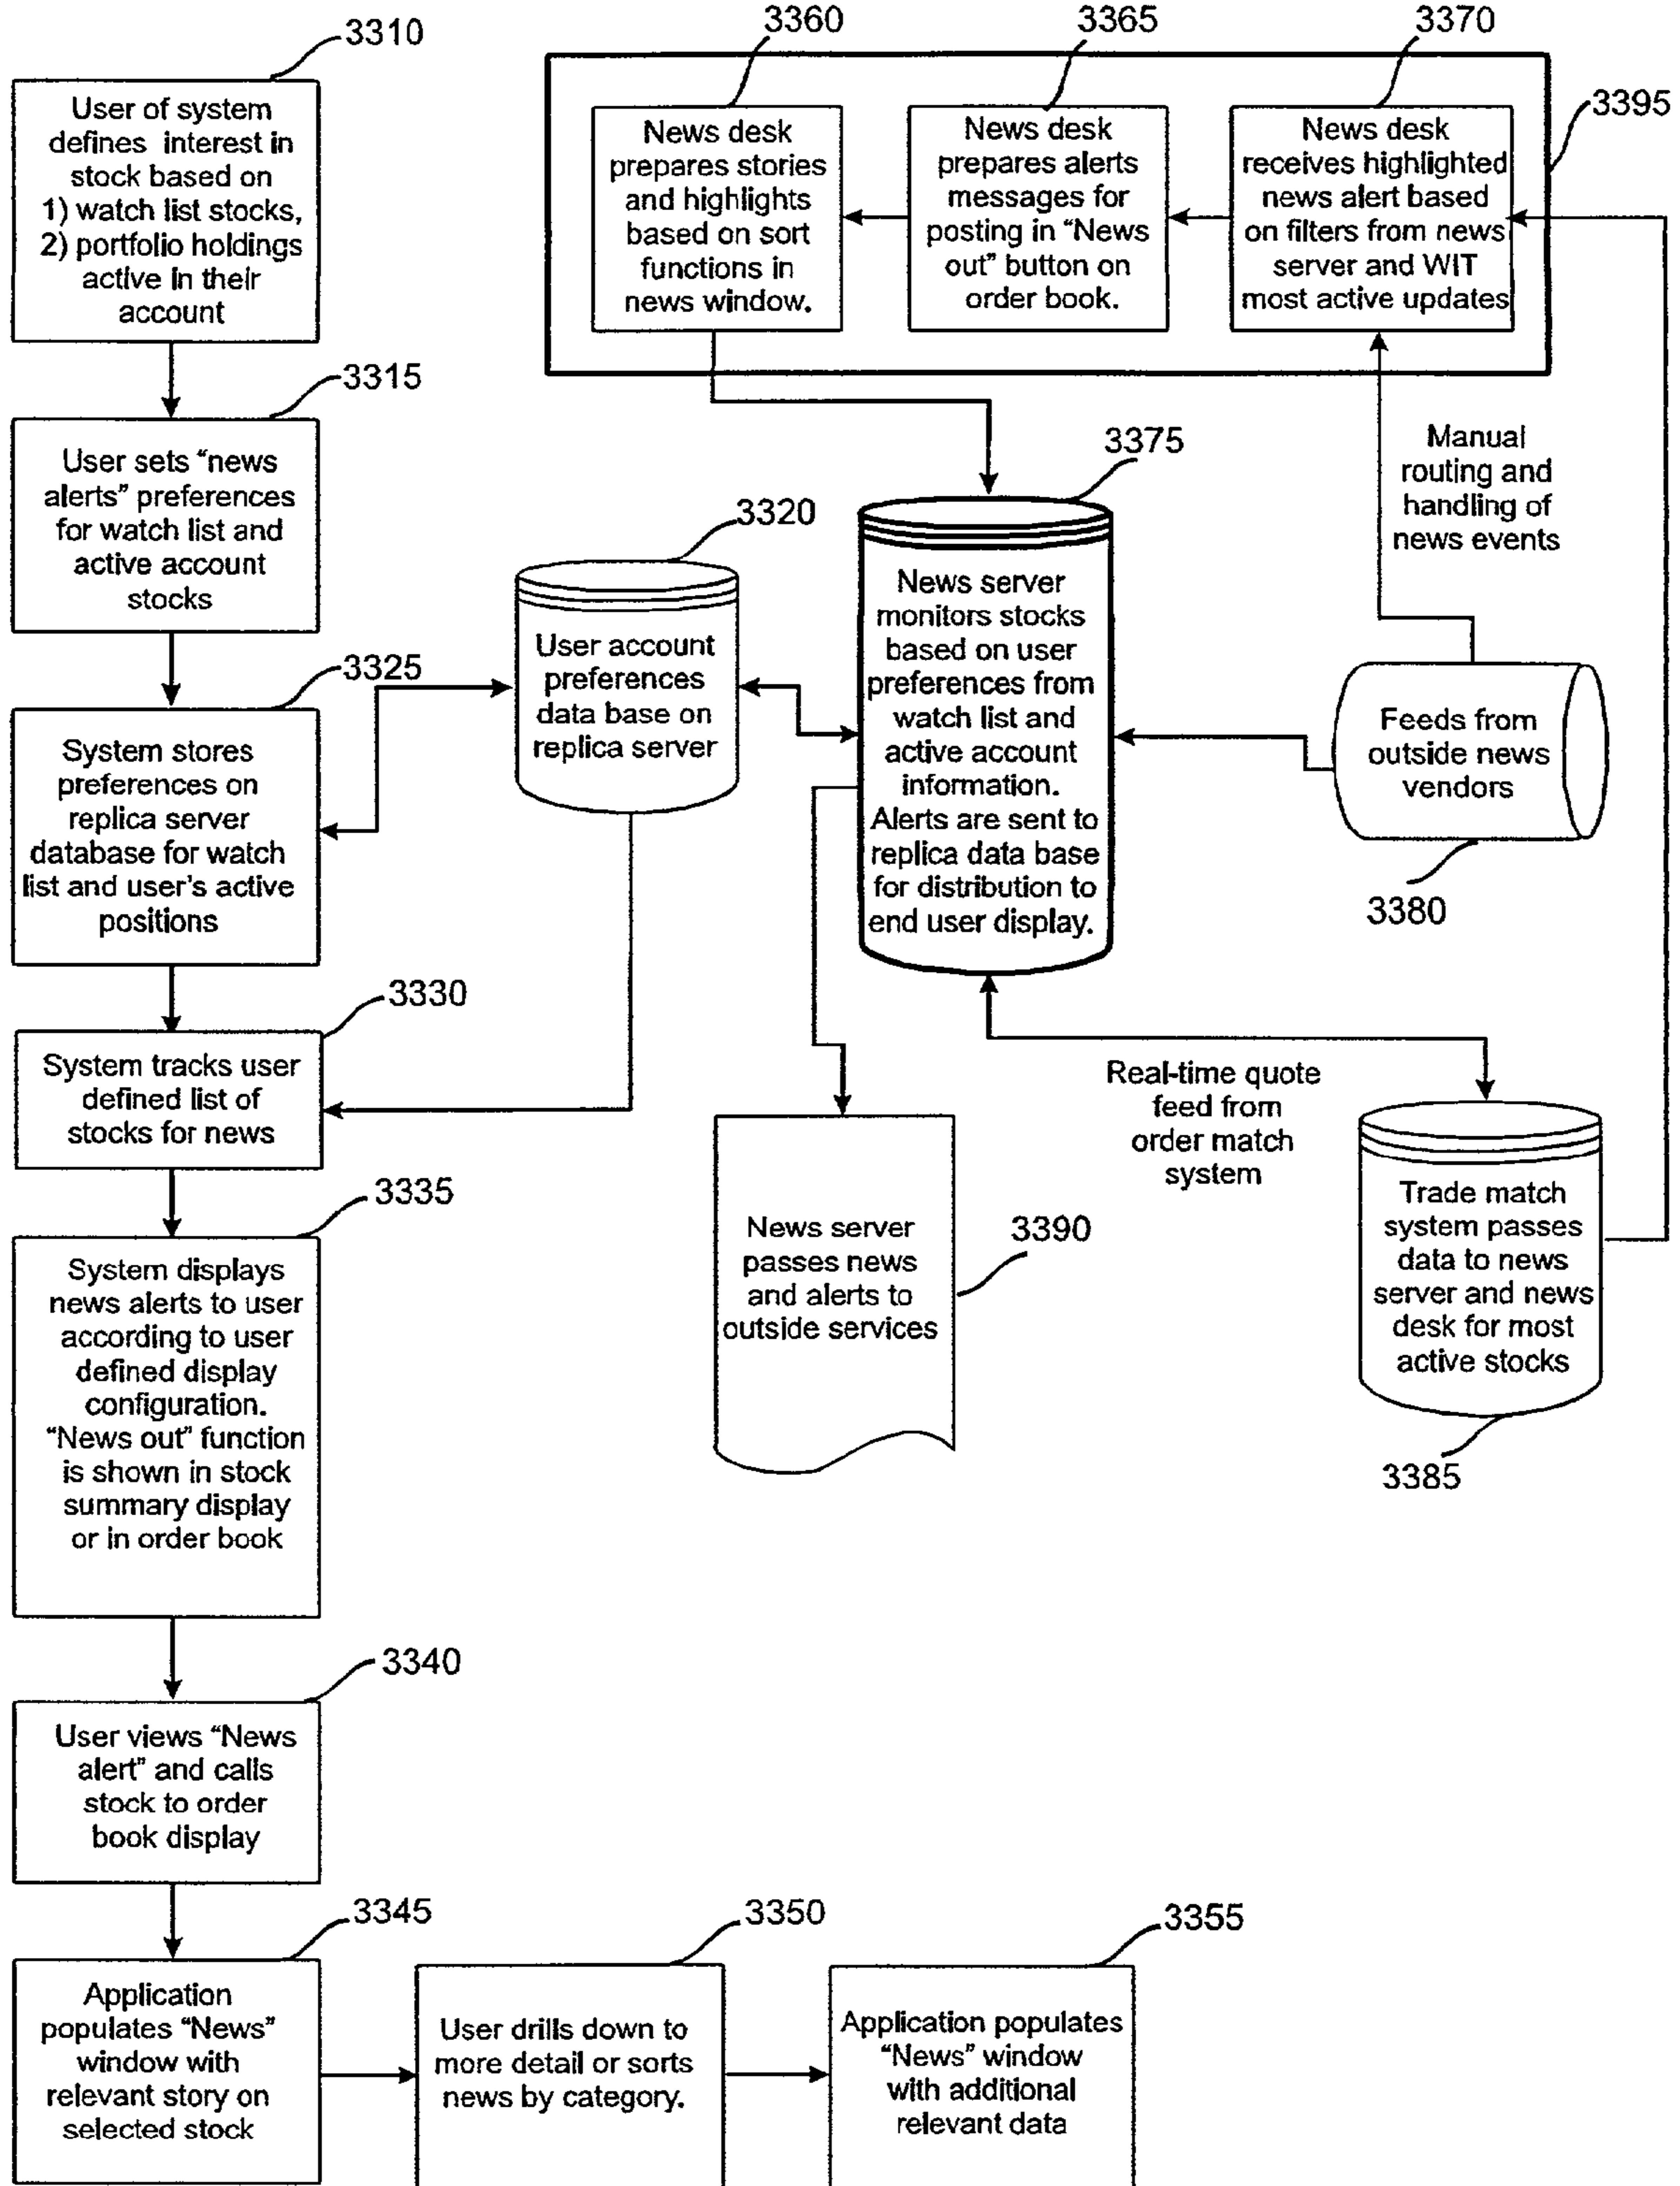 3310
User of system
defines interest in
stock based on
1) watch list stocks,
2) portfolio holdings
active in their
account
3315
User sets “news
alerts” preferences
for watch list and
active account
stocks
3325
System stores
preferences on
replica server
database for watch
list and user’s active
positions
3330
System tracks user
defined list of
stocks for news
3335
System displays
news alerts to user
according to user
defined display
configuration.
“News out” function
is shown in stock
summary display
or in order book
3340
User views “News
alert” and calls
stock to order
book display
3345
Application
populates “News”
window with
relevant story on
selected stock
3350
User drills down to
more detail or sorts
news by category.
3355
Application populates
“News” window
with additional
relevant data
3360
News desk
prepares stories
and highlights
based on sort
functions in
news window.
3365
News desk
prepares alerts
messages for
posting in “News
out” button on
order book.
3370
News desk
receives highlighted
news alert based
on filters from news
server and WIT
most active updates
3395
3320
User account
preferences
data base on
replica server
3375
News server
monitors stocks
based on user
preferences from
watch list and
active account
information.
Alerts are sent to
replica data base
for distribution to
end user display.
Manual
routing and
handling of
news events
Feeds from
outside news
vendors
3380
Real-time quote
feed from
order match
system
News server
passes news
and alerts to
outside services
3390
Trade match
system passes
data to news
server and news
desk for most
active stocks
3385